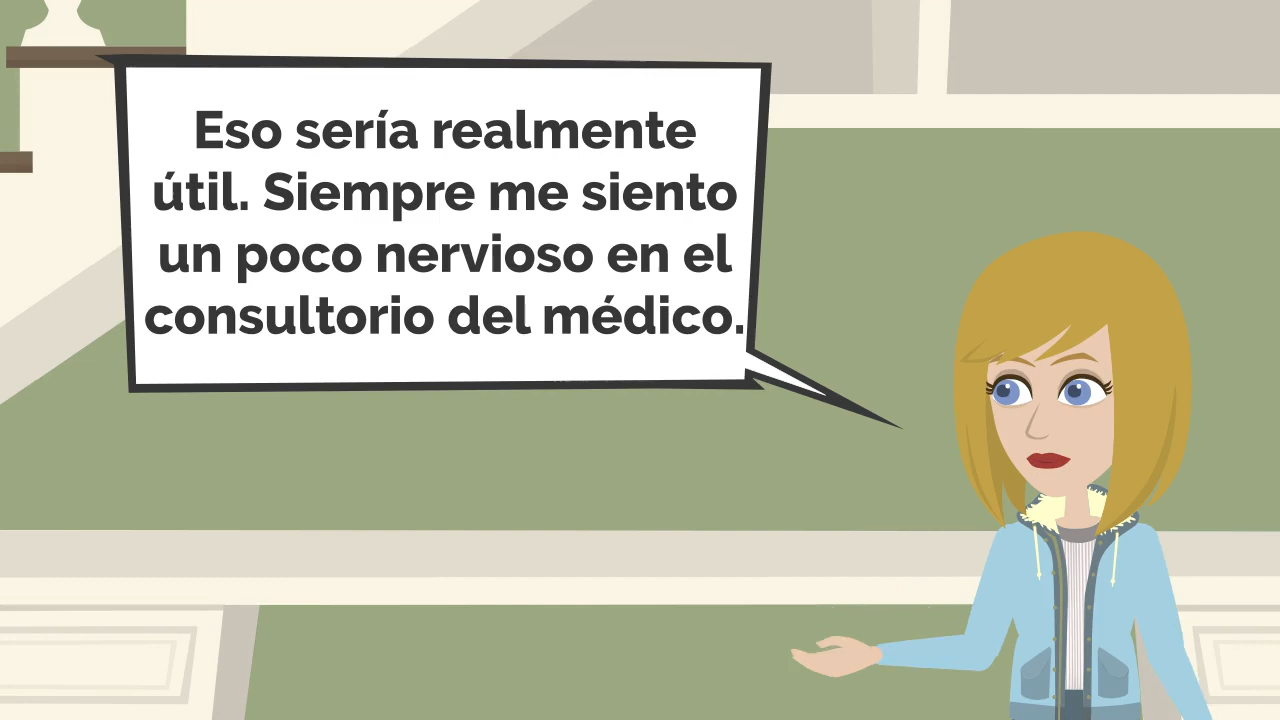 Eso sería realmente
útil. Siempre me siento
un poco nervioso en el
consultorio del médico.